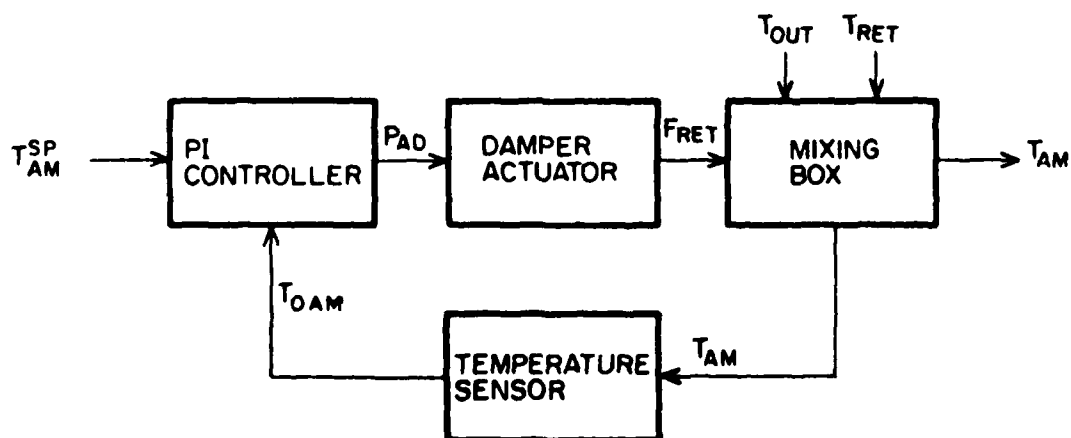 T_OUT T_RET
T_AM^SP
PI CONTROLLER
P_AD
DAMPER ACTUATOR
F_RET
MIXING BOX
T_AM
T_OAM
TEMPERATURE SENSOR
T_AM